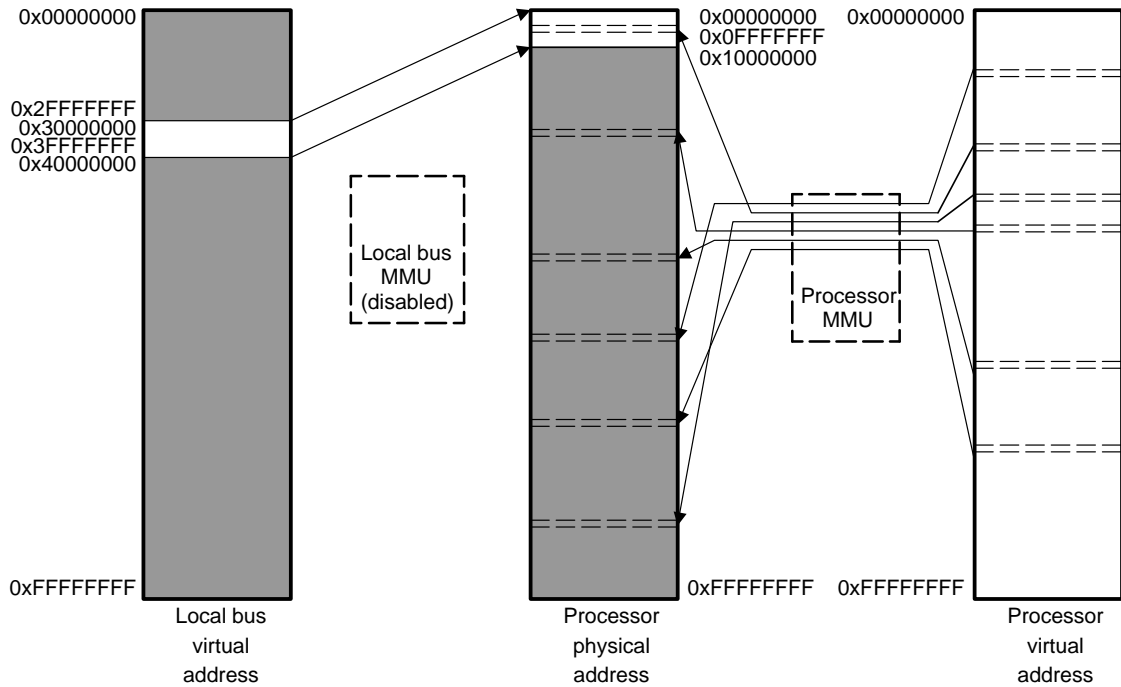 0x00000000
0x2FFFFFFF
0x30000000
0x3FFFFFFF
0x40000000
0xFFFFFFFF
Local bus
virtual
address
Local bus
MMU
(disabled)
0x00000000
0x0FFFFFFF
0x10000000
0xFFFFFFFF
Processor
physical
address
Processor
MMU
0x00000000
0xFFFFFFFF
Processor
virtual
address